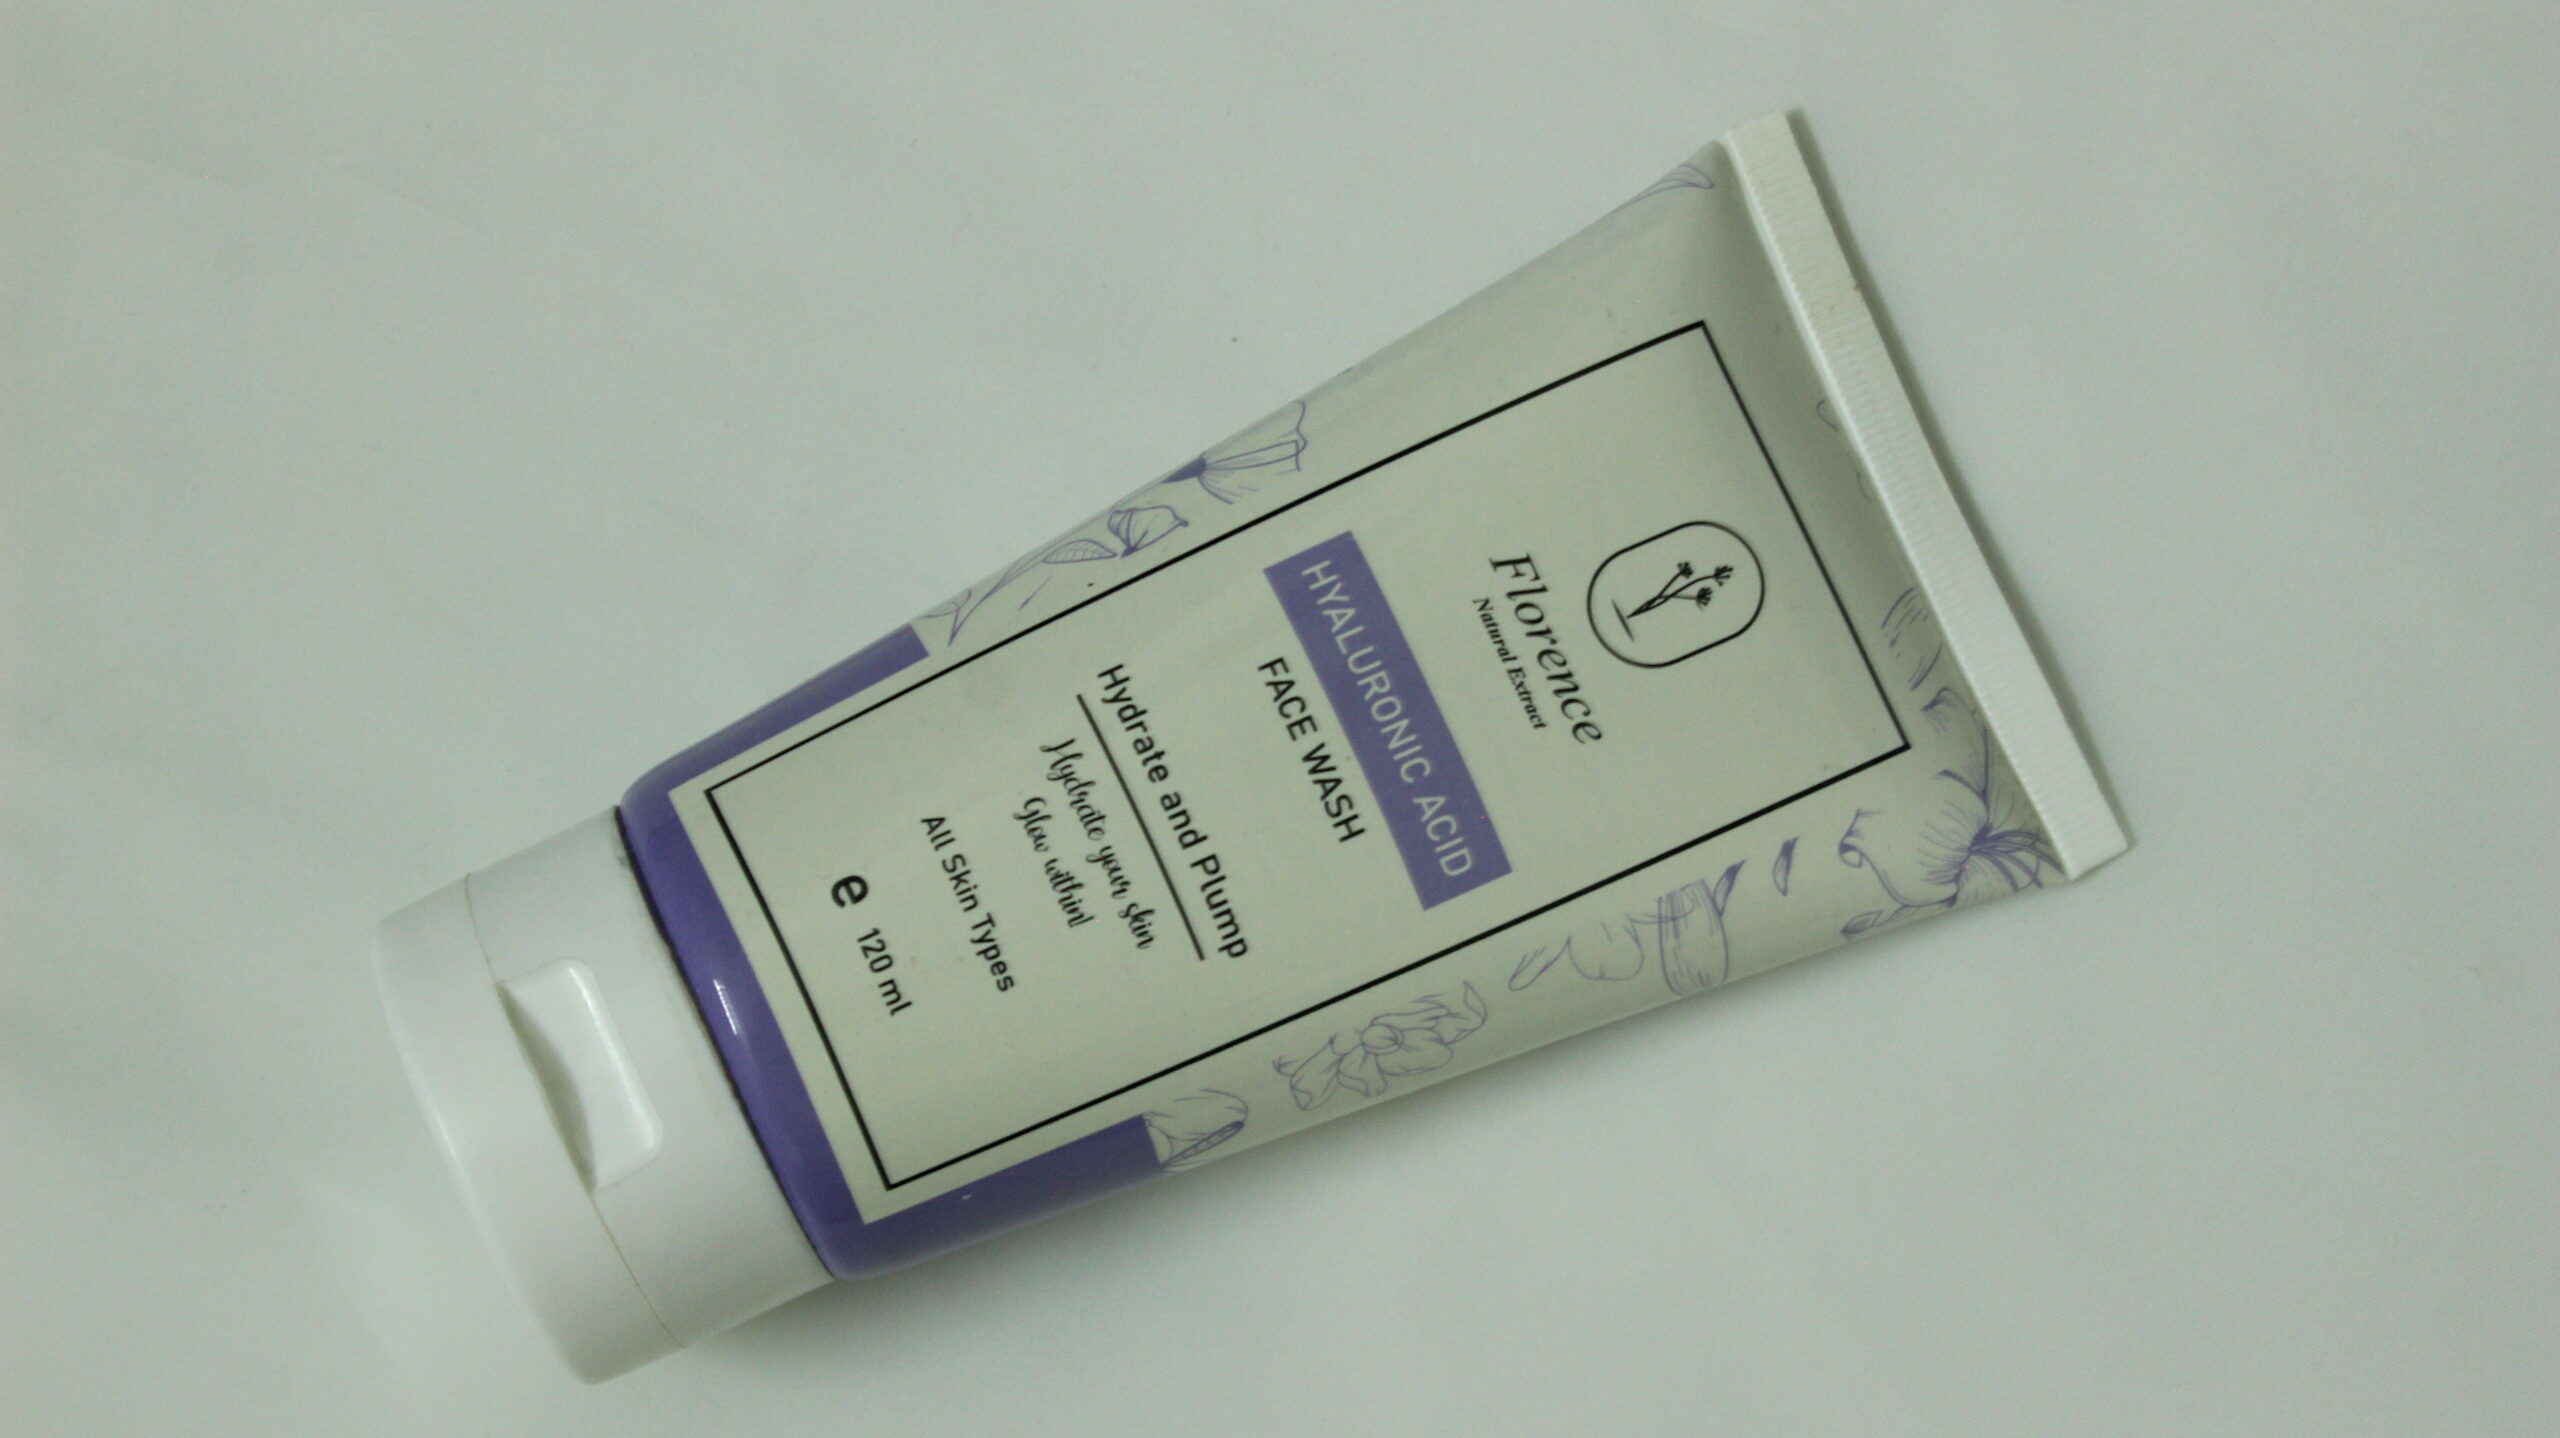 Florence
Natural Extract
HYALURONIC ACID
FACE WASH
Hydrate and Plump
Hydrate your skin
Glow within!
All Skin Types
e 120 ml